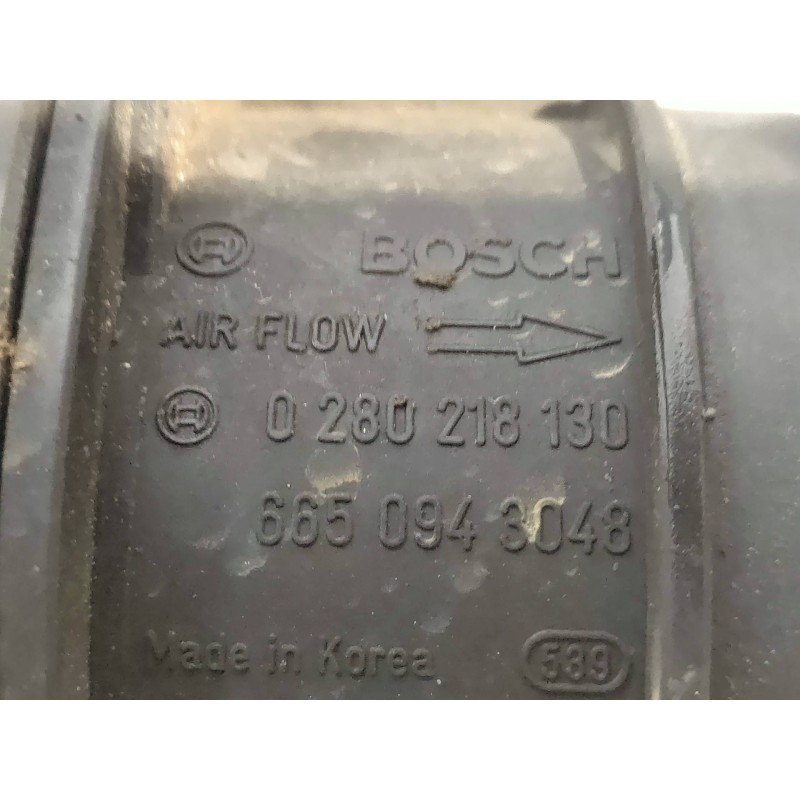 BOSCH
AIR FLOW
0 280 218 130
665 094 3048
Made in Korea 589